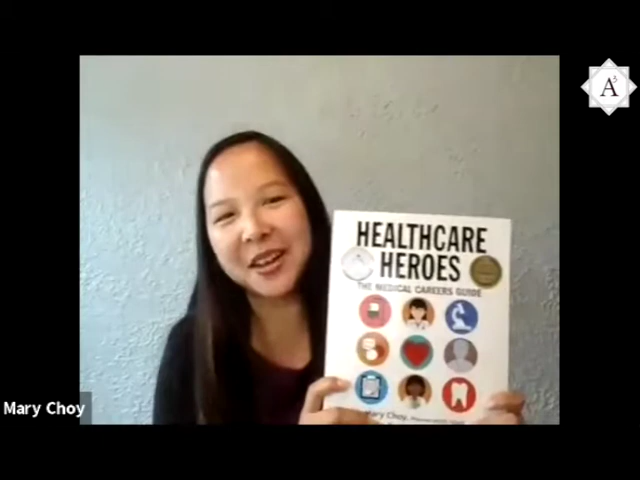 A
HEALTHCARE
HEROES
THE MEDICAL CAREERS GUIDE
Mary Choy,
Mary Choy